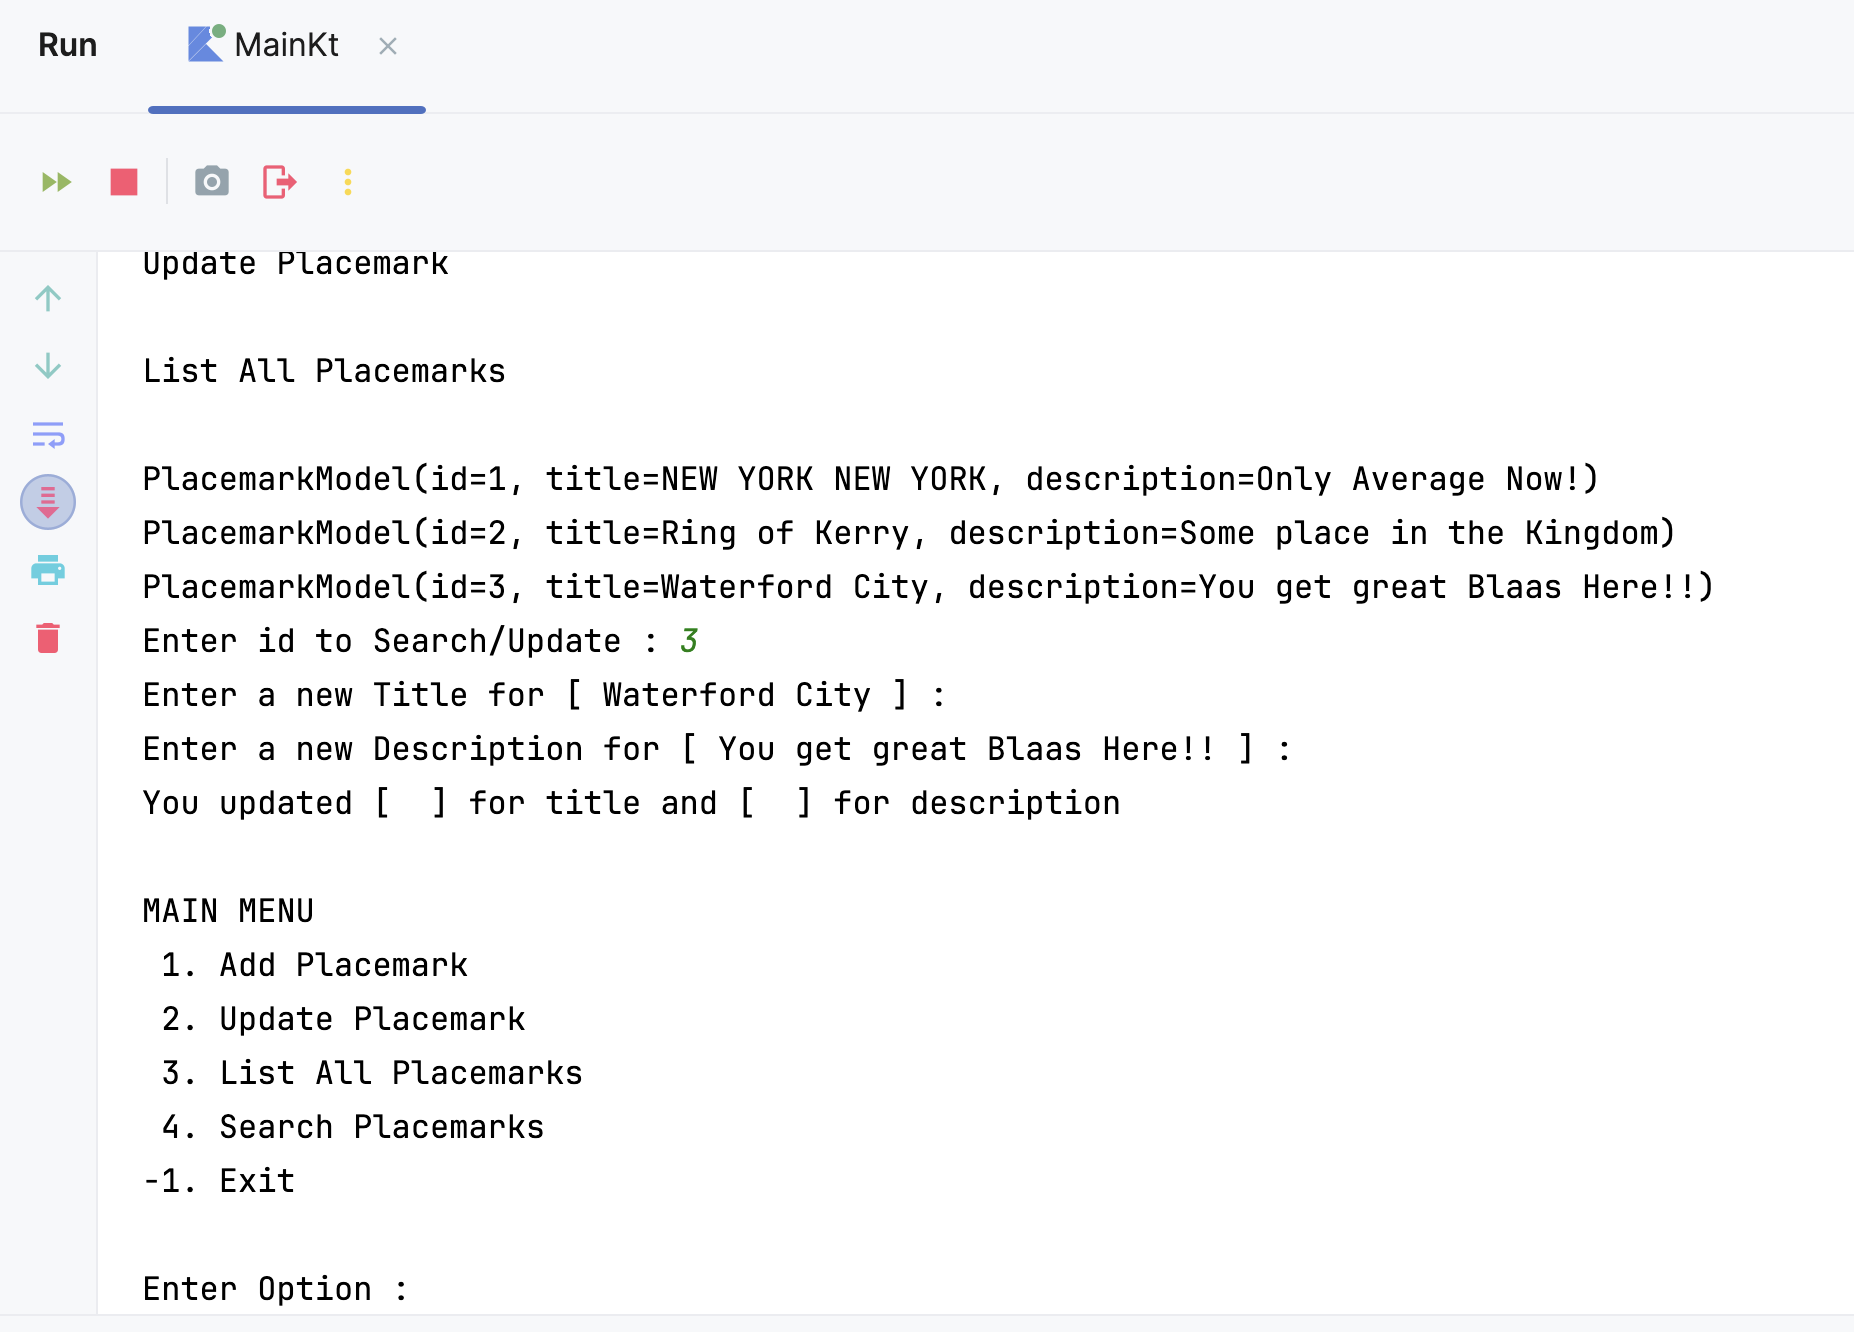 Run MainKt
Update Placemark
List All Placemarks
PlacemarkModel(id=1, title=NEW YORK NEW YORK, description=Only Average Now!)
PlacemarkModel(id=2, title=Ring of Kerry, description=Some place in the Kingdom)
PlacemarkModel(id=3, title=Waterford City, description=You get great Blaas Here!!)
Enter id to Search/Update : 3
Enter a new Title for [ Waterford City ] :
Enter a new Description for [ You get great Blaas Here!! ] :
You updated [  ] for title and [  ] for description
MAIN MENU
1. Add Placemark
2. Update Placemark
3. List All Placemarks
4. Search Placemarks
-1. Exit
Enter Option :